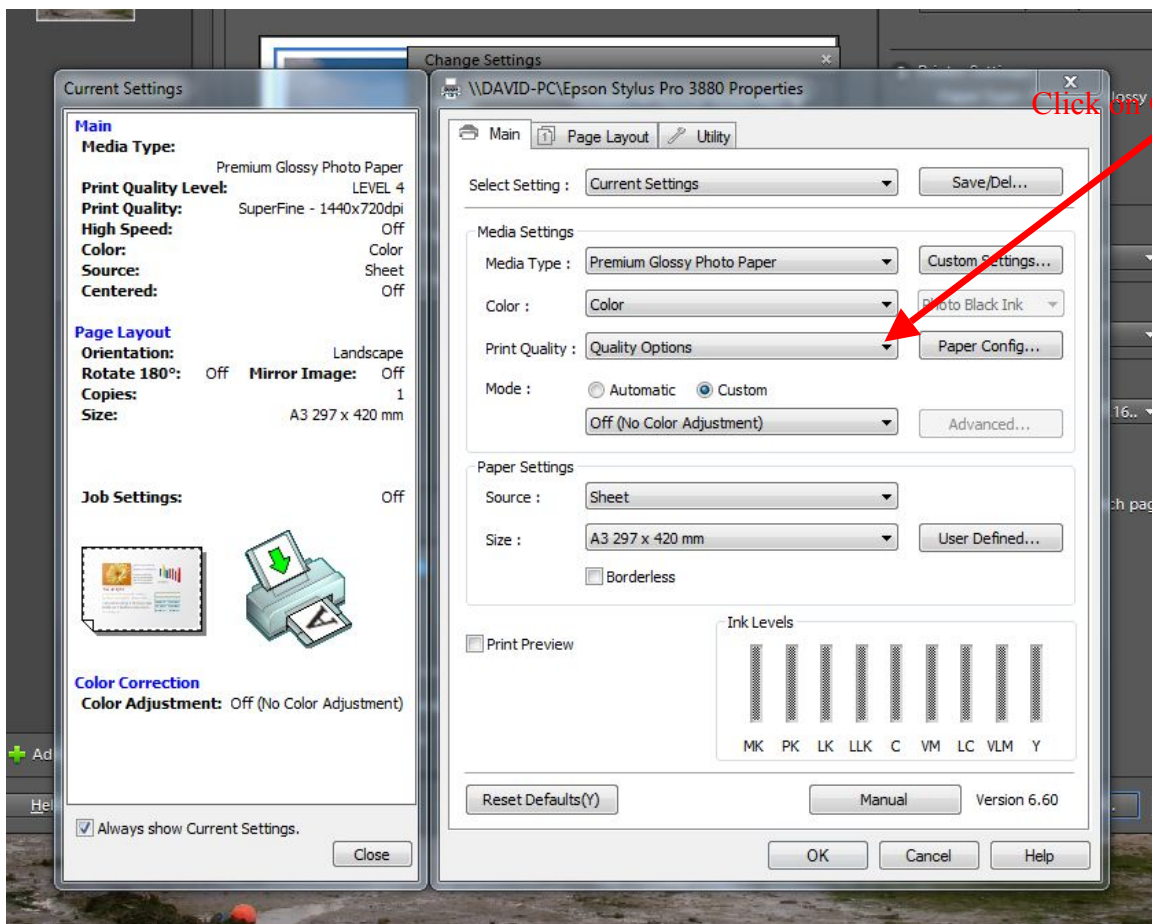 Change Settings
Current Settings
Main
Media Type:
Premium Glossy Photo Paper
Print Quality Level: LEVEL 4
Print Quality: SuperFine - 1440x720dpi
High Speed: Off
Color: Color
Source: Sheet
Centered: Off
Page Layout
Orientation: Landscape
Rotate 180°: Off Mirror Image: Off
Copies: 1
Size: A3 297 x 420 mm
Job Settings: Off
Color Correction
Color Adjustment: Off (No Color Adjustment)
Always show Current Settings.
Close
\\DAVID-PC\Epson Stylus Pro 3880 Properties
Click on
Main Page Layout Utility
Select Setting : Current Settings Save/Del...
Media Settings
Media Type : Premium Glossy Photo Paper Custom Settings...
Color : Color Photo Black Ink
Print Quality : Quality Options Paper Config...
Mode : Automatic Custom
Off (No Color Adjustment) Advanced...
Paper Settings
Source : Sheet
Size : A3 297 x 420 mm User Defined...
Borderless
Print Preview
Ink Levels
MK PK LK LLK C VM LC VLM Y
Reset Defaults(Y) Manual Version 6.60
OK Cancel Help
lossy
16..
ch pag
Ad
Hel